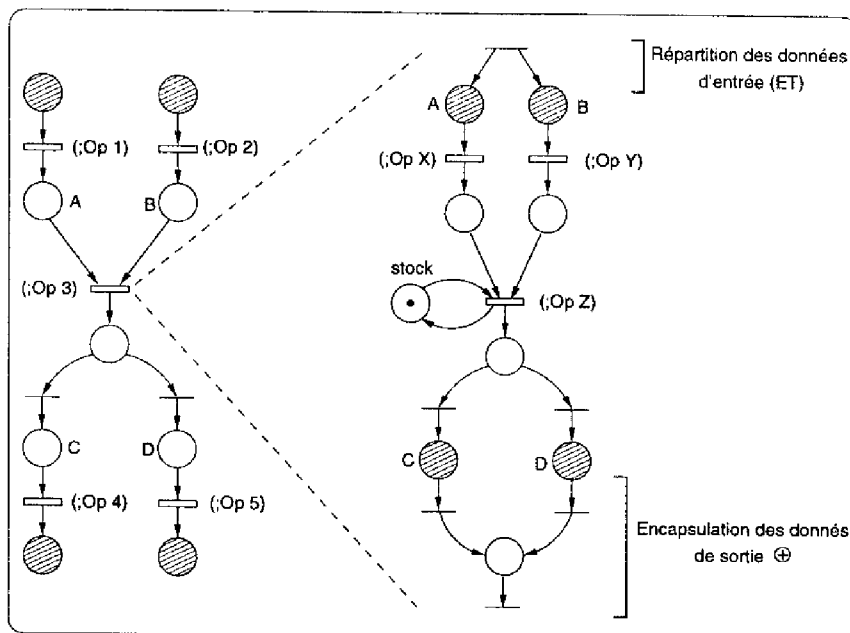 Répartition des données
d'entrée (ET)
A
B
(;Op 1)
(;Op 2)
(;Op X)
(;Op Y)
A
B
stock
(;Op 3)
(;Op Z)
C
D
C
D
(;Op 4)
(;Op 5)
Encapsulation des donnés
de sortie ⊕